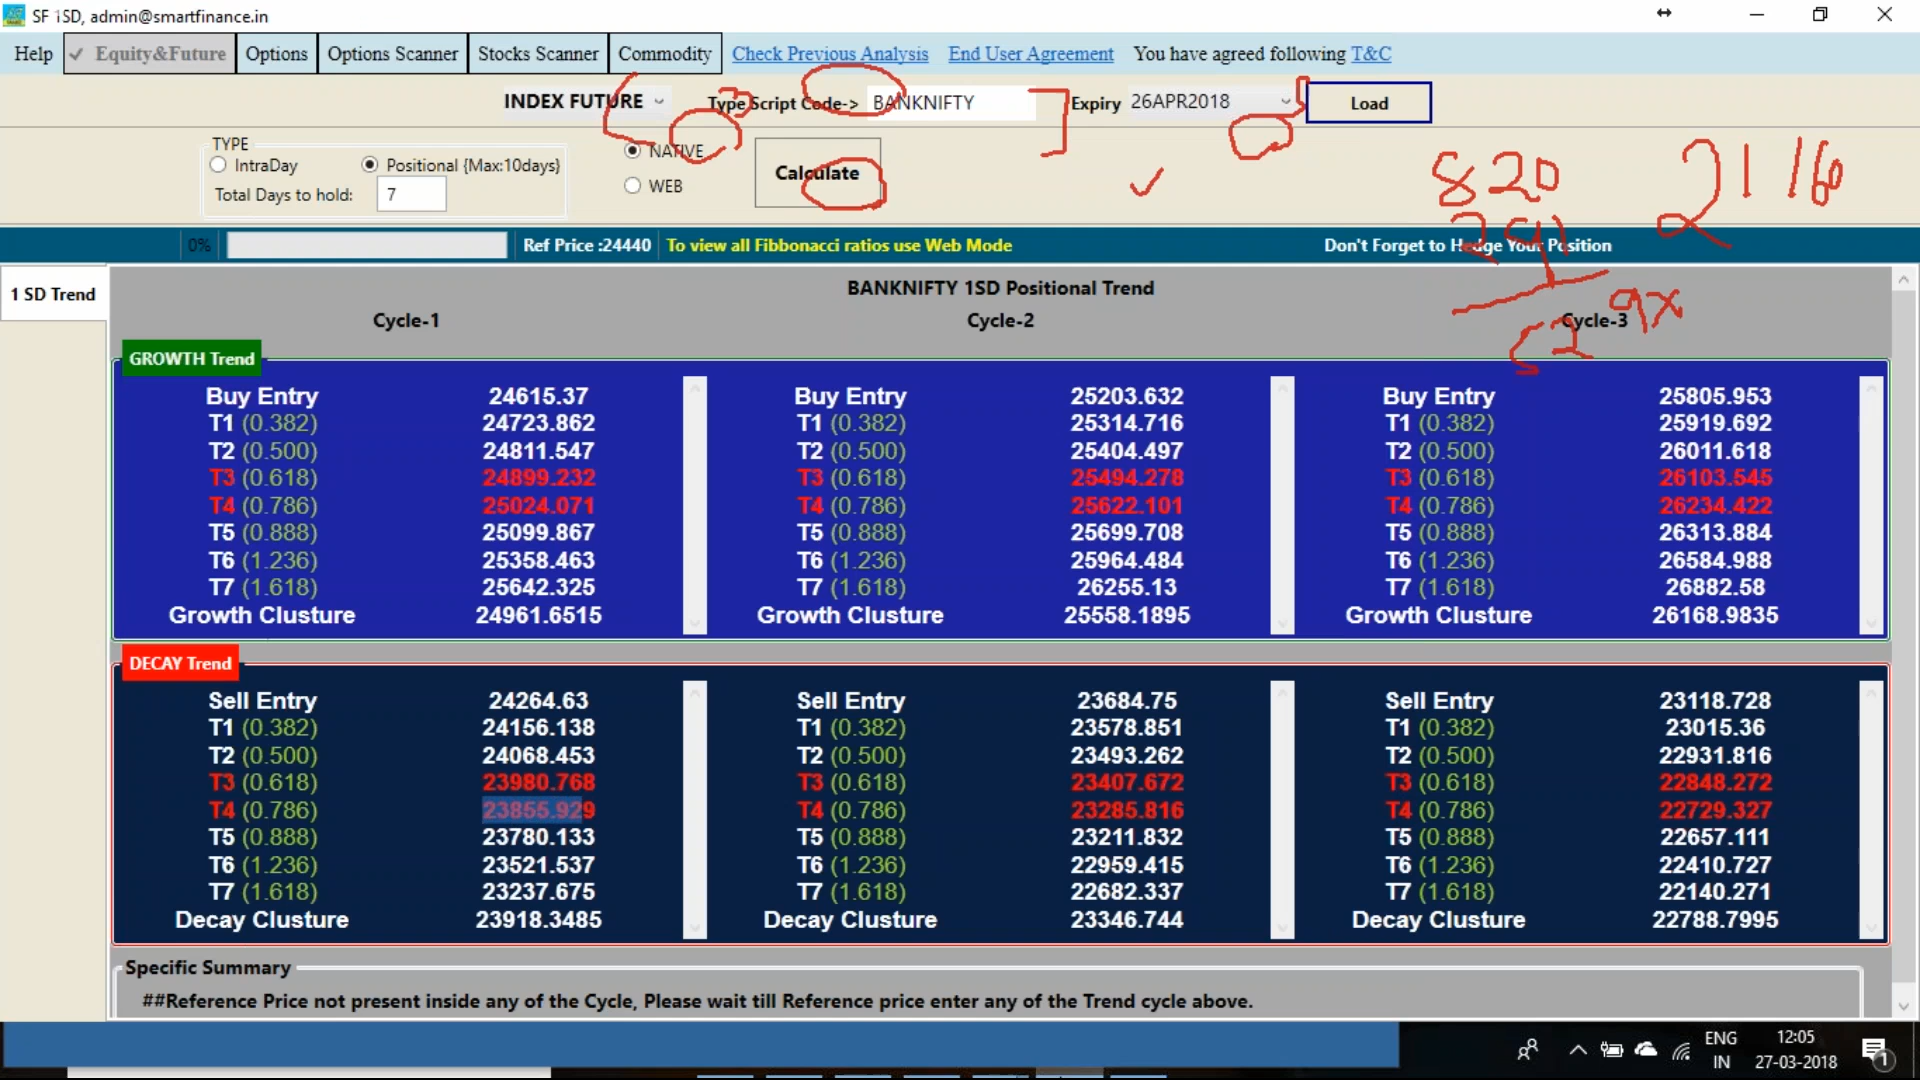 SF 1SD, admin@smartfinance.in
Help ✓ Equity&Future Options Options Scanner Stocks Scanner Commodity Check Previous Analysis End User Agreement You have agreed following T&C
INDEX FUTURE Type Script Code-> BANKNIFTY Expiry 26APR2018 Load
TYPE
IntraDay Positional {Max:10days}
Total Days to hold: 7
NATIVE
WEB
Calculate
820
2116
0% Ref Price :24440 To view all Fibbonacci ratios use Web Mode Don't Forget to Hedge Your Position
1 SD Trend
BANKNIFTY 1SD Positional Trend
Cycle-1 Cycle-2 Cycle-3
9x
GROWTH Trend
Buy Entry 24615.37 Buy Entry 25203.632 Buy Entry 25805.953
T1 (0.382) 24723.862 T1 (0.382) 25314.716 T1 (0.382) 25919.692
T2 (0.500) 24811.547 T2 (0.500) 25404.497 T2 (0.500) 26011.618
T3 (0.618) 24899.232 T3 (0.618) 25494.278 T3 (0.618) 26103.545
T4 (0.786) 25024.071 T4 (0.786) 25622.101 T4 (0.786) 26234.422
T5 (0.888) 25099.867 T5 (0.888) 25699.708 T5 (0.888) 26313.884
T6 (1.236) 25358.463 T6 (1.236) 25964.484 T6 (1.236) 26584.988
T7 (1.618) 25642.325 T7 (1.618) 26255.13 T7 (1.618) 26882.58
Growth Clusture 24961.6515 Growth Clusture 25558.1895 Growth Clusture 26168.9835
DECAY Trend
Sell Entry 24264.63 Sell Entry 23684.75 Sell Entry 23118.728
T1 (0.382) 24156.138 T1 (0.382) 23578.851 T1 (0.382) 23015.36
T2 (0.500) 24068.453 T2 (0.500) 23493.262 T2 (0.500) 22931.816
T3 (0.618) 23980.768 T3 (0.618) 23407.672 T3 (0.618) 22848.272
T4 (0.786) 23855.929 T4 (0.786) 23285.816 T4 (0.786) 22729.327
T5 (0.888) 23780.133 T5 (0.888) 23211.832 T5 (0.888) 22657.111
T6 (1.236) 23521.537 T6 (1.236) 22959.415 T6 (1.236) 22410.727
T7 (1.618) 23237.675 T7 (1.618) 22682.337 T7 (1.618) 22140.271
Decay Clusture 23918.3485 Decay Clusture 23346.744 Decay Clusture 22788.7995
Specific Summary
##Reference Price not present inside any of the Cycle, Please wait till Reference price enter any of the Trend cycle above.
ENG 12:05
IN 27-03-2018
1